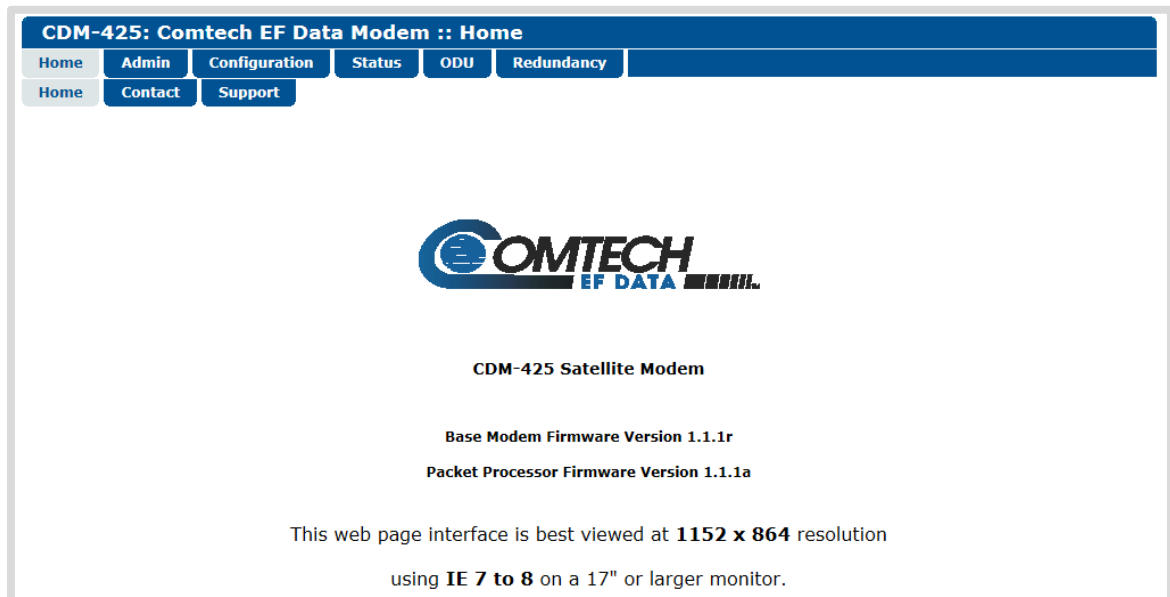 CDM-425: Comtech EF Data Modem :: Home
Home Admin Configuration Status ODU Redundancy
Home Contact Support
COMTECH
EF DATA
CDM-425 Satellite Modem
Base Modem Firmware Version 1.1.1r
Packet Processor Firmware Version 1.1.1a
This web page interface is best viewed at 1152 x 864 resolution
using IE 7 to 8 on a 17" or larger monitor.